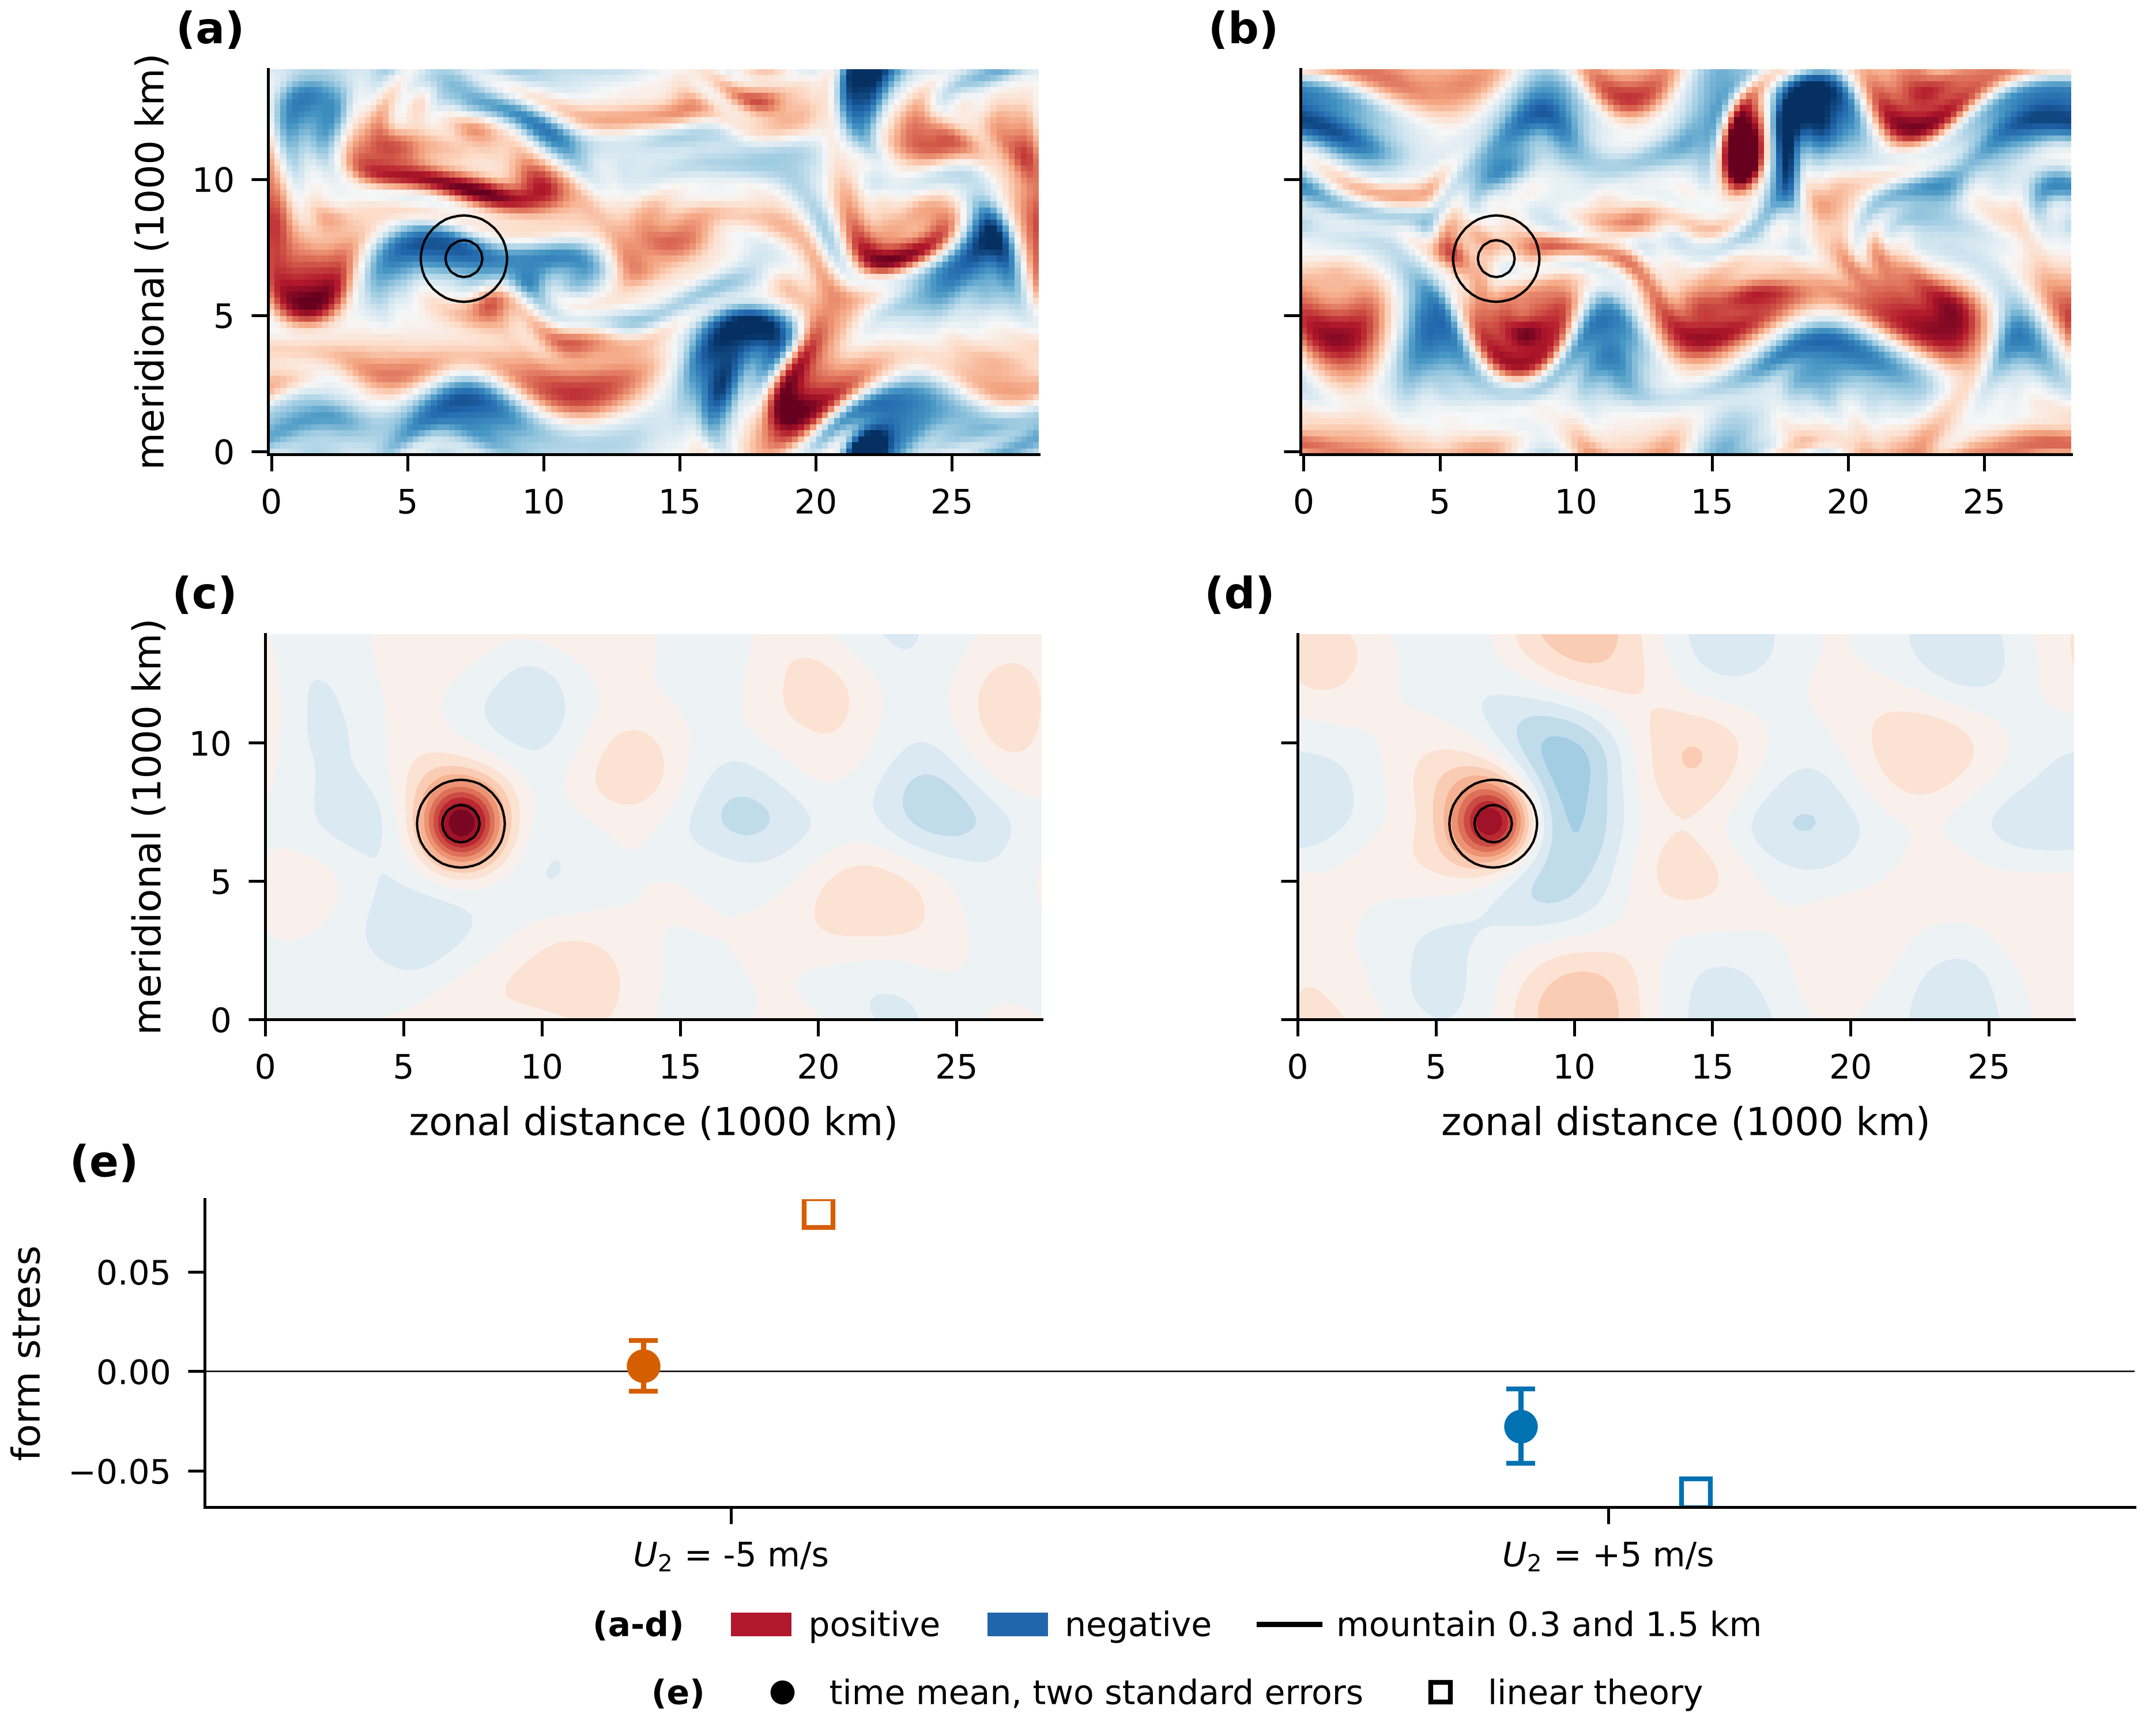 (a)
(b)
meridional (1000 km)
10
5
0
0 5 10 15 20 25
0 5 10 15 20 25
(c)
(d)
meridional (1000 km)
10
5
0
0 5 10 15 20 25
0 5 10 15 20 25
zonal distance (1000 km)
zonal distance (1000 km)
(e)
form stress
0.05
0.00
−0.05
U₂ = -5 m/s
U₂ = +5 m/s
(a-d) positive negative mountain 0.3 and 1.5 km
(e) time mean, two standard errors linear theory